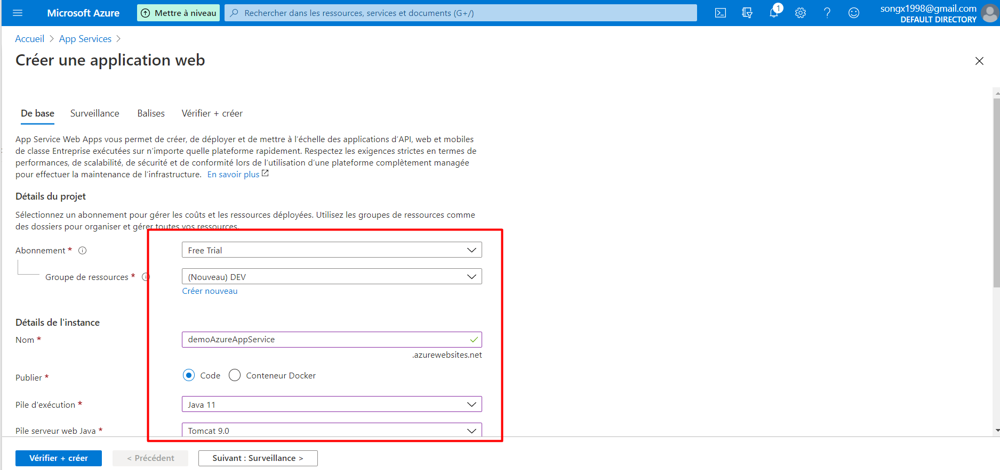 Microsoft Azure
Mettre à niveau
Rechercher dans les ressources, services et documents (G+/)
1
songx1998@gmail.com
DEFAULT DIRECTORY
Accueil > App Services >
Créer une application web
De base Surveillance Balises Vérifier + créer
App Service Web Apps vous permet de créer, de déployer et de mettre à l'échelle des applications d'API, web et mobiles
de classe Entreprise exécutées sur n'importe quelle plateforme rapidement. Respectez les exigences strictes en termes de
performances, de scalabilité, de sécurité et de conformité lors de l'utilisation d'une plateforme complètement managée
pour effectuer la maintenance de l'infrastructure. En savoir plus
Détails du projet
Sélectionnez un abonnement pour gérer les coûts et les ressources déployées. Utilisez les groupes de ressources comme
des dossiers pour organiser et gérer toutes vos ressources.
Abonnement * Free Trial
Groupe de ressources * (Nouveau) DEV
Créer nouveau
Détails de l'instance
Nom * demoAzureAppService
.azurewebsites.net
Publier * Code Conteneur Docker
Pile d'exécution * Java 11
Pile serveur web Java * Tomcat 9.0
Vérifier + créer < Précédent Suivant : Surveillance >